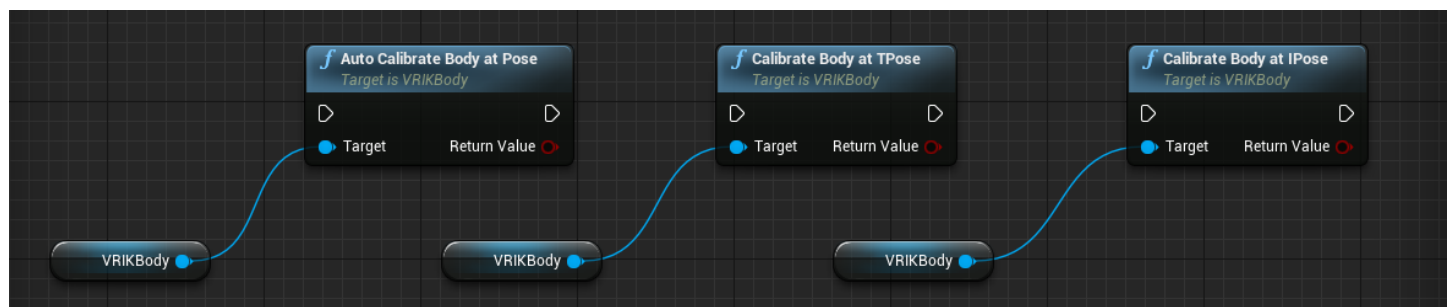 Auto Calibrate Body at Pose
Target is VRIKBody
Target Return Value
VRIKBody
Calibrate Body at TPose
Target is VRIKBody
Target Return Value
VRIKBody
Calibrate Body at IPose
Target is VRIKBody
Target Return Value
VRIKBody